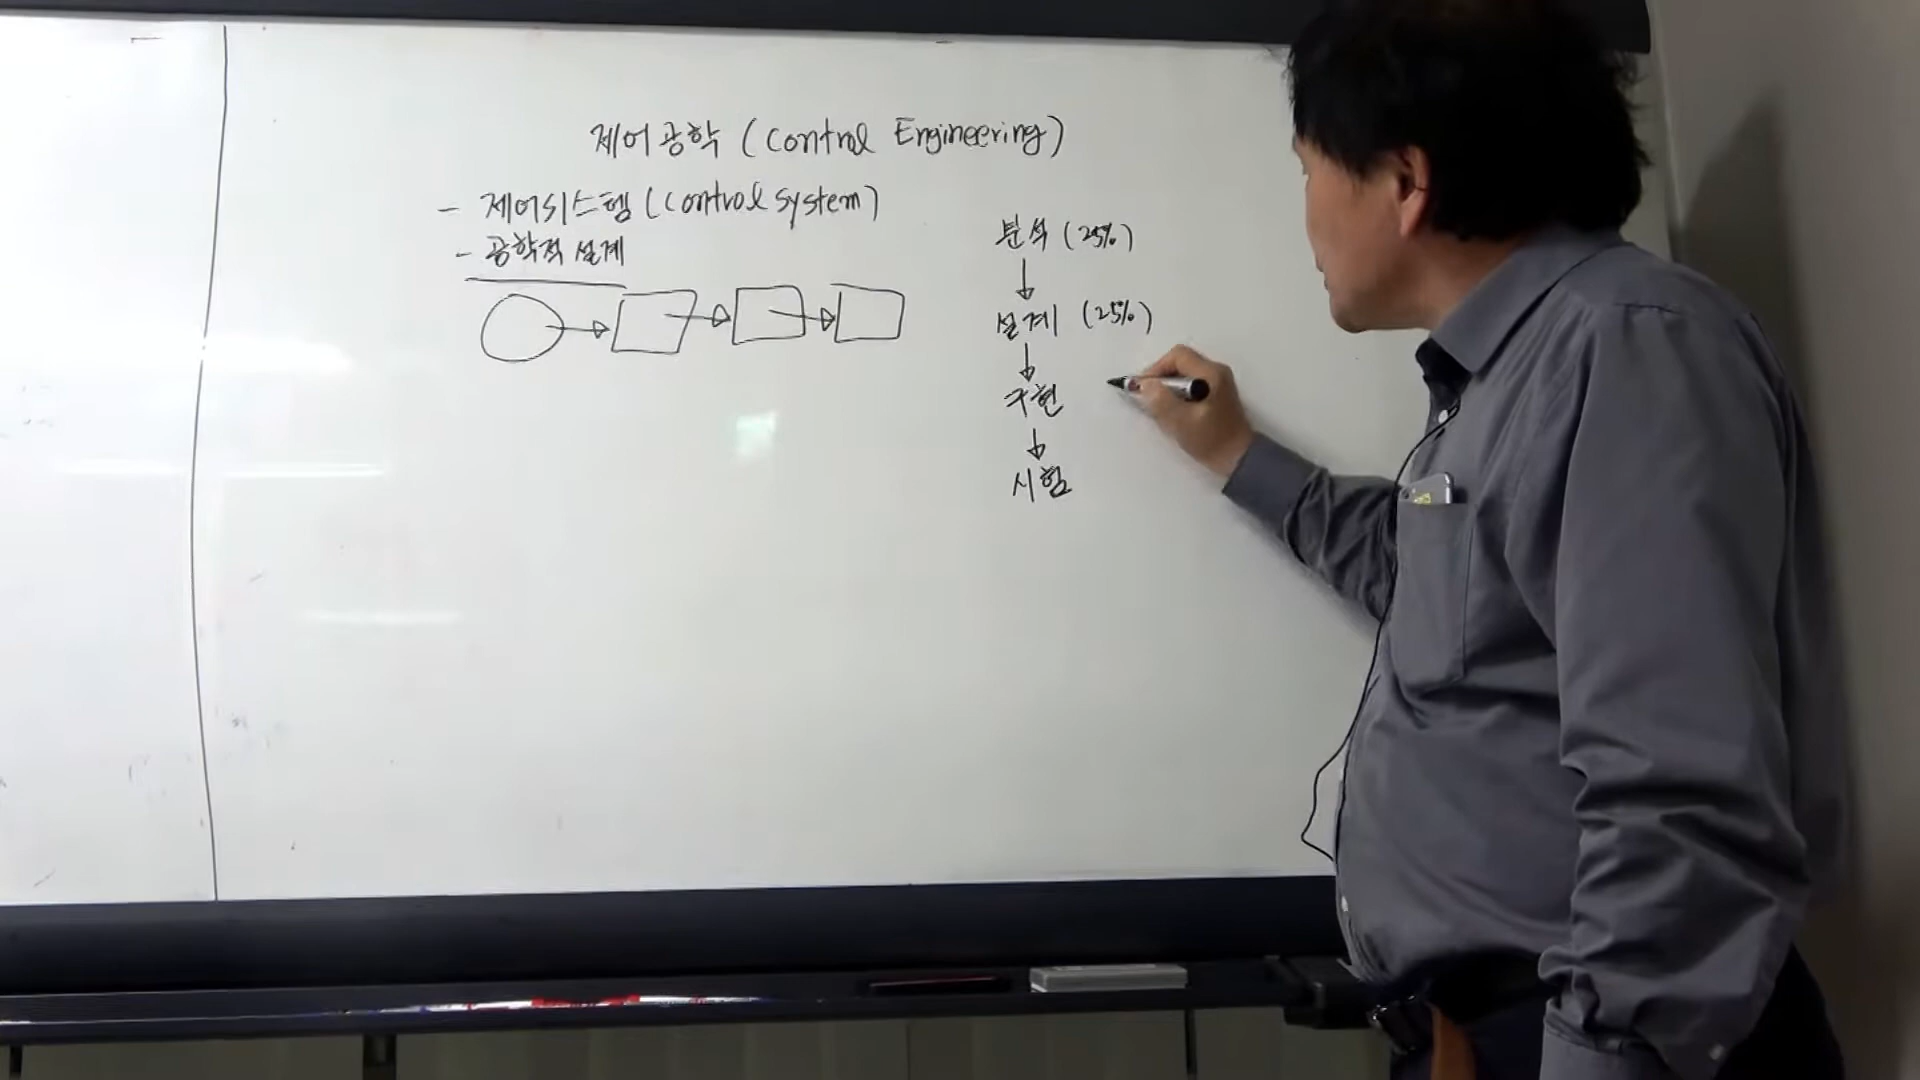 제어공학 (Control Engineering)
- 제어시스템 (Control System)
- 공학적 설계
분석 (25%)
설계 (25%)
구현
시험